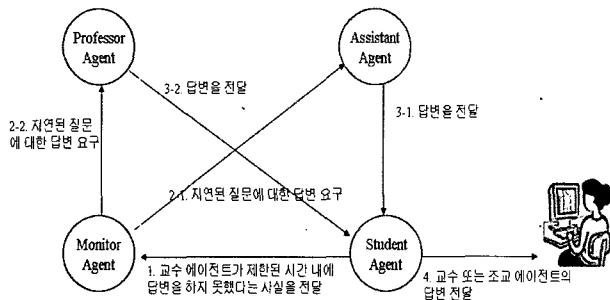 Professor
Agent
Assistant
Agent
3-2. 답변을 전달
3-1. 답변을 전달
2-2. 지연된 질문
에 대한 답변 요구
2-1. 지연된 질문에 대한 답변 요구
Monitor
Agent
Student
Agent
1. 교수 에이전트가 제한된 시간 내에
답변을 하지 못했다는 사실을 전달
4. 교수 또는 조교 에이전트의
답변 전달